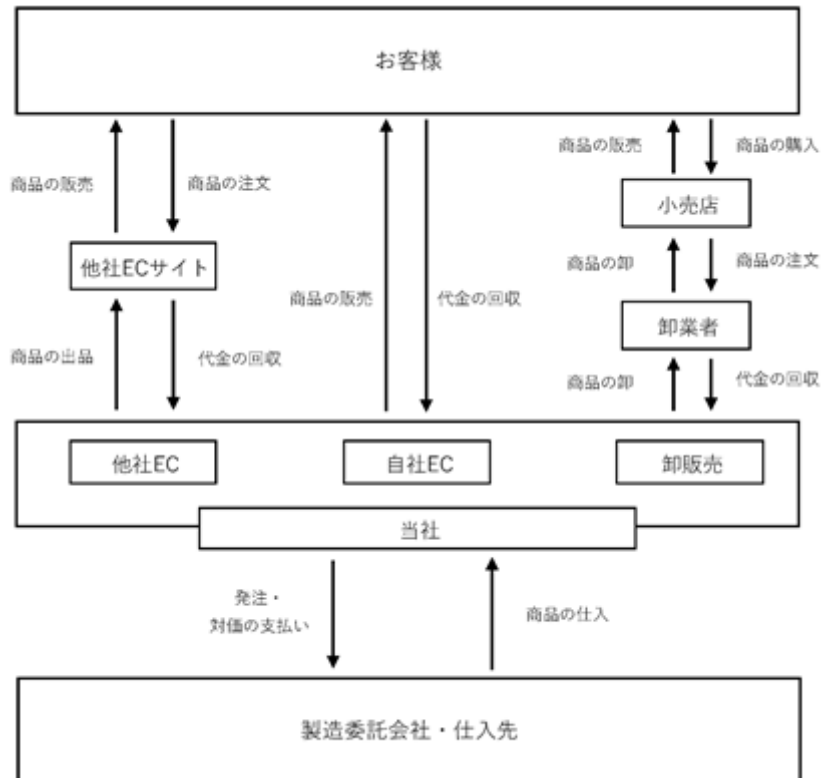 お客様
商品の販売
商品の購入
商品の販売
商品の注文
小売店
他社ECサイト
商品の卸
商品の注文
商品の販売
代金の回収
卸業者
商品の出品
代金の回収
商品の卸
代金の回収
他社EC
自社EC
卸販売
当社
発注・
対価の支払い
商品の仕入
製造委託会社・仕入先